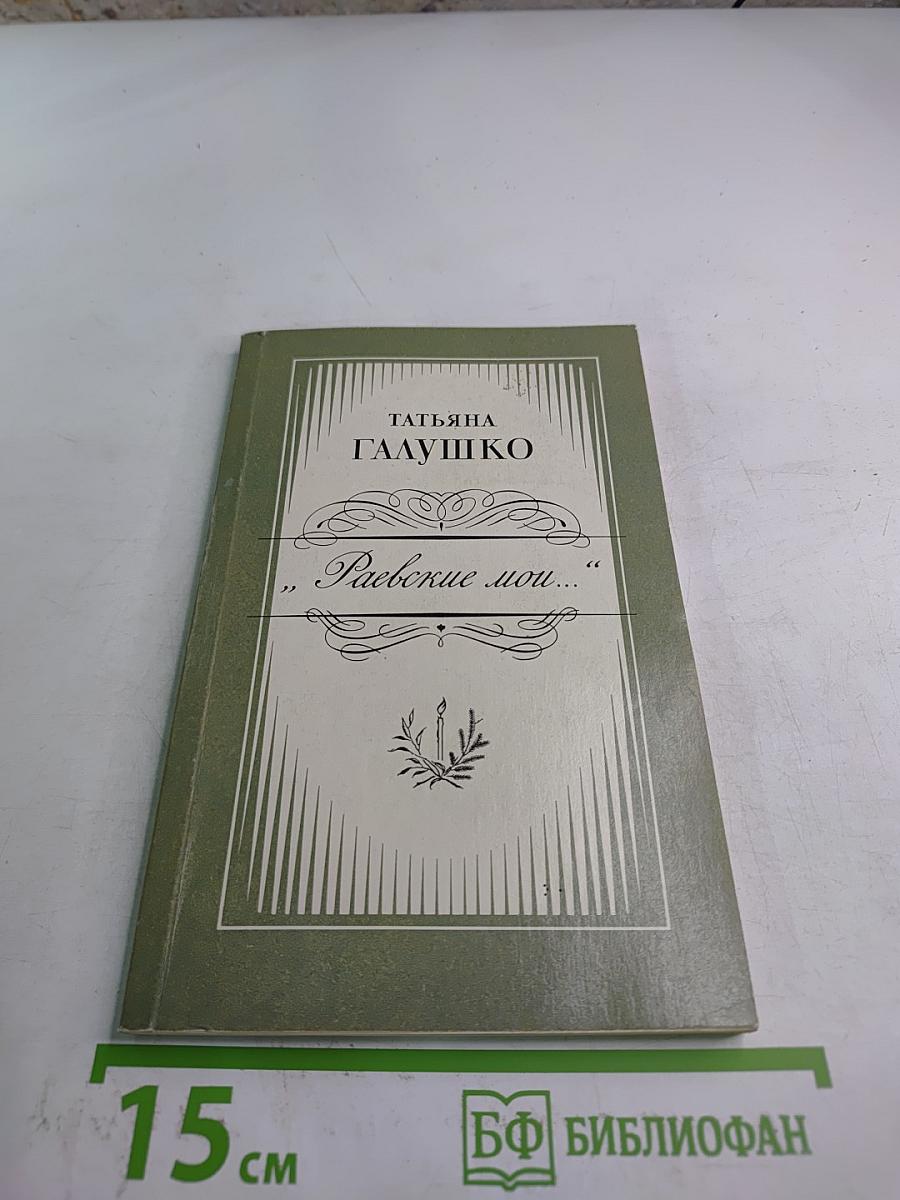 ТАТЬЯНА
ГАЛУШКО
„Раевские мои...“
15 см
БФ БИБЛИОФАН